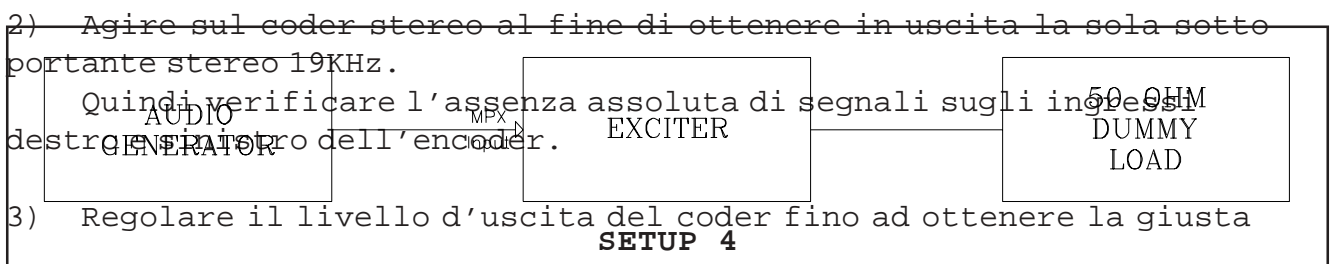 2) Agire sul coder stereo al fine di ottenere in uscita la sola sotto
portante stereo 19KHz.
Quindi verificare l'assenza assoluta di segnali sugli ingressi
destro e sinistro dell'encoder.
AUDIO
GENERATOR
MPX
Input
EXCITER
50 OHM
DUMMY
LOAD
3) Regolare il livello d'uscita del coder fino ad ottenere la giusta
SETUP 4